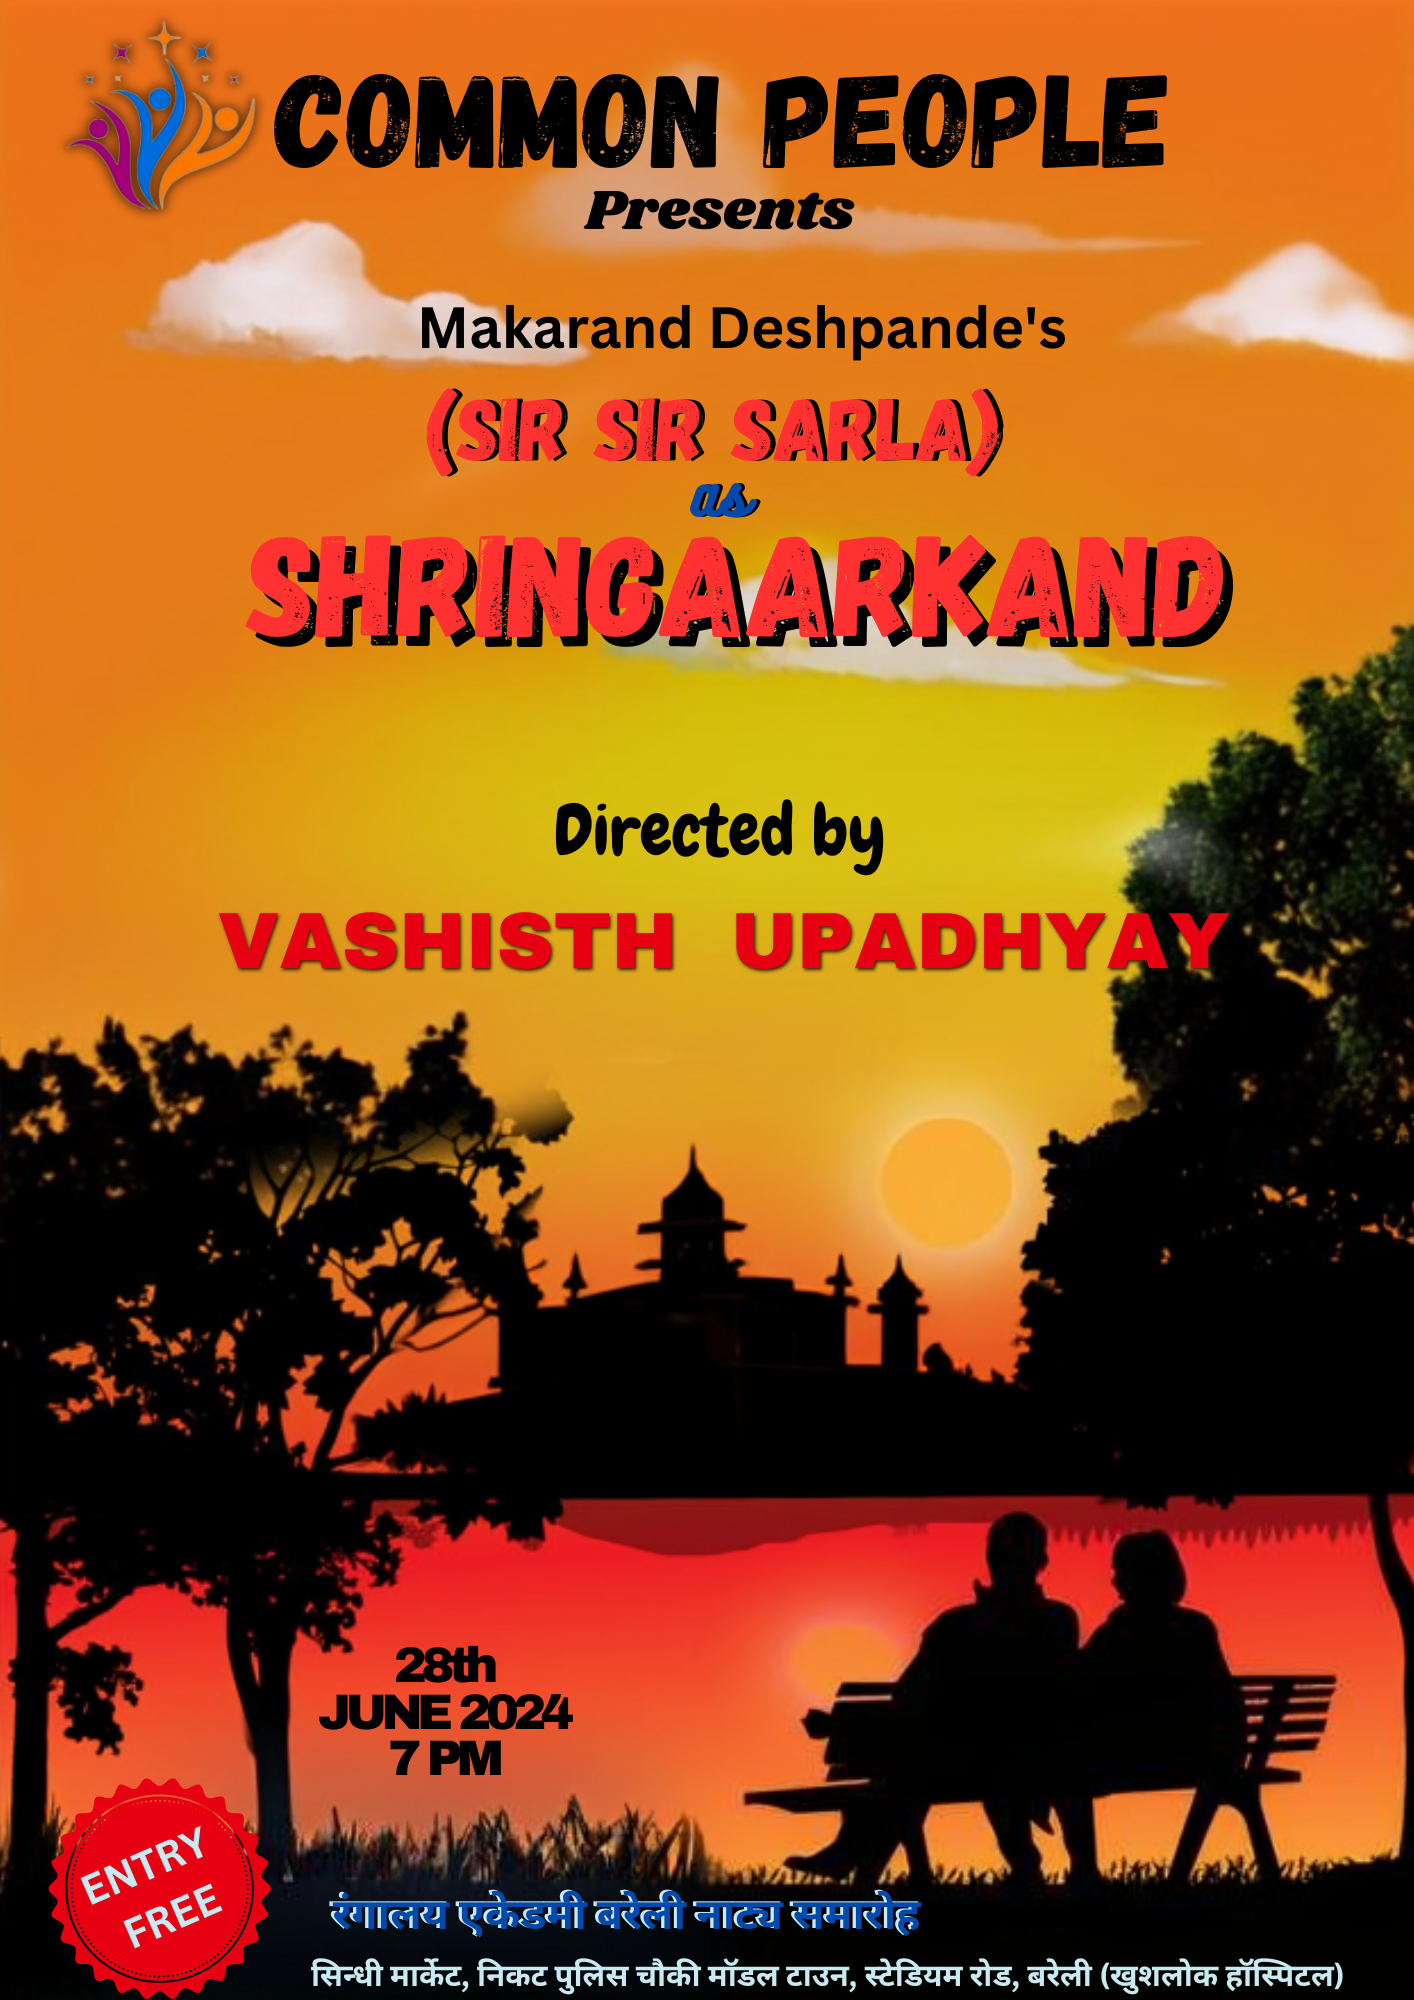 COMMON PEOPLE
Presents
Makarand Deshpande's
(SIR SIR SARLA)
as
SHRINGAARKAND
Directed by
VASHISTH UPADHYAY
28th
JUNE 2024
7 PM
ENTRY
FREE
रंगालय एकेडमी बरेली नाट्य समारोह
सिन्धी मार्केट, निकट पुलिस चौकी मॉडल टाउन, स्टेडियम रोड, बरेली (खुशलोक हॉस्पिटल)